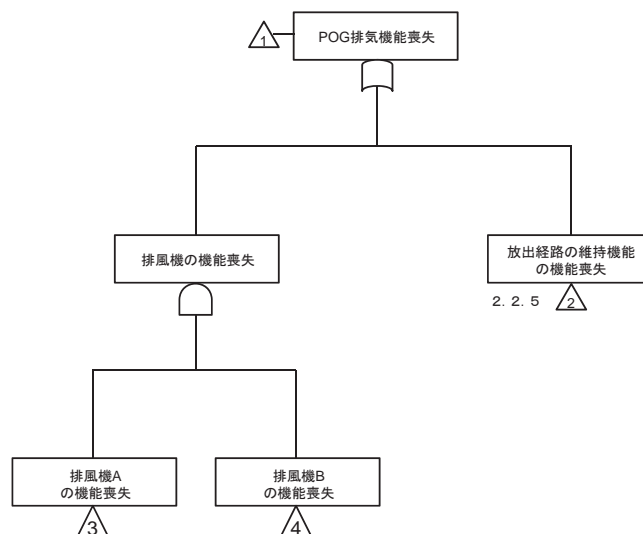 1
POG排気機能喪失
排風機の機能喪失
放出経路の維持機能
の機能喪失
2. 2. 5
2
排風機A
の機能喪失
排風機B
の機能喪失
3
4